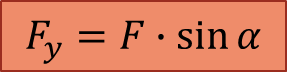 F_y = F · sin α